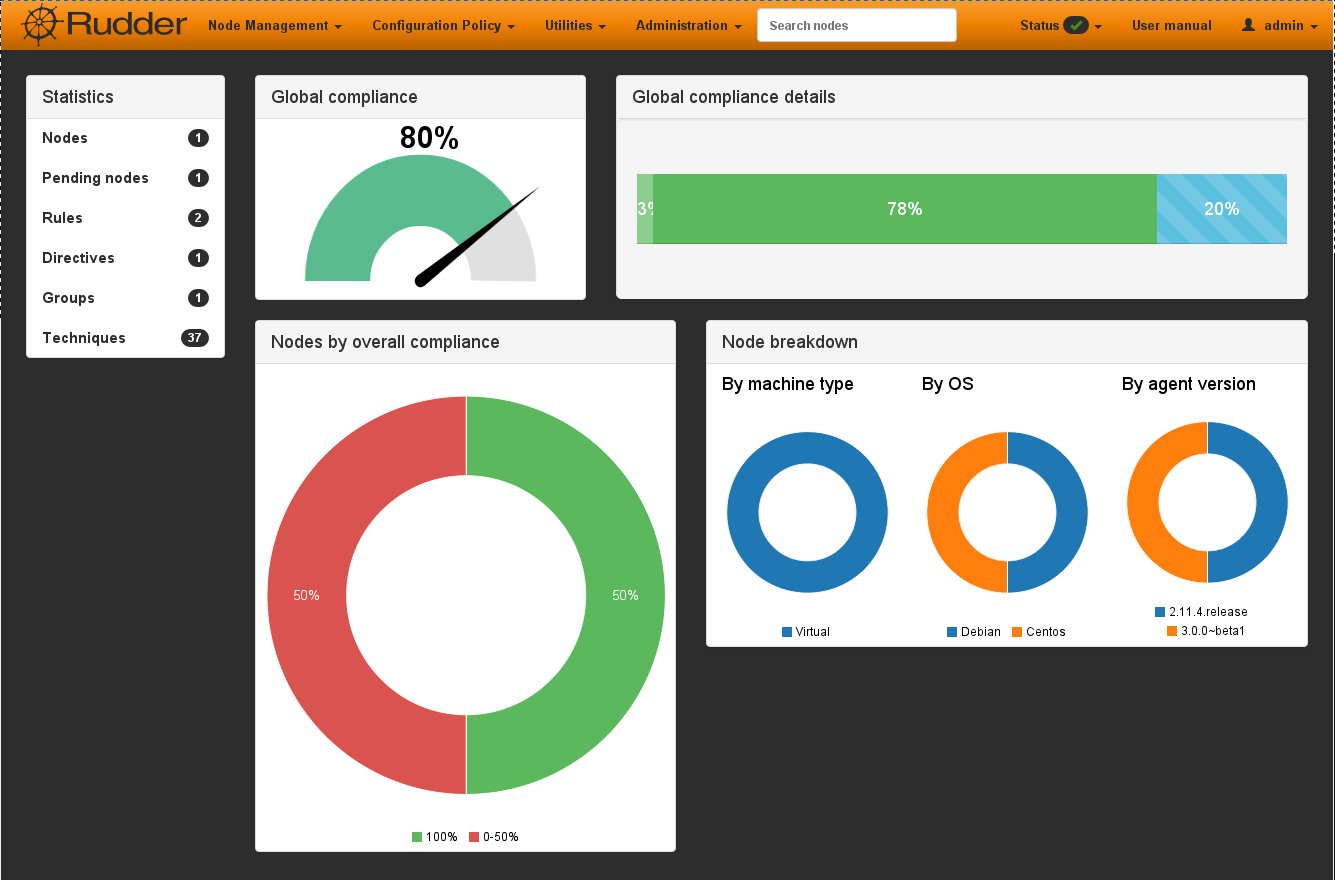 Rudder Node Management Configuration Policy Utilities Administration Search nodes Status User manual admin
Statistics
Nodes 1
Pending nodes 1
Rules 2
Directives 1
Groups 1
Techniques 37
Global compliance
80%
Global compliance details
3% 78% 20%
Nodes by overall compliance
50% 50%
100% 0-50%
Node breakdown
By machine type By OS By agent version
Virtual
Debian Centos
2.11.4.release
3.0.0~beta1